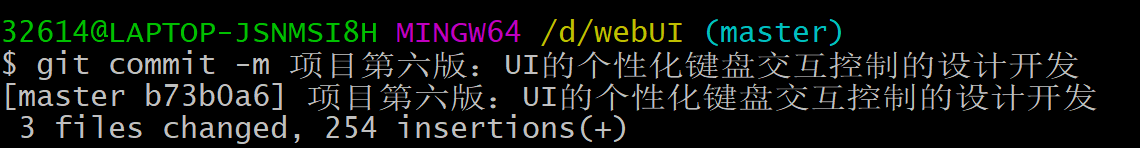 32614@LAPTOP-JSNMSI8H MINGW64 /d/webUI (master)
$ git commit -m 项目第六版：UI的个性化键盘交互控制的设计开发
[master b73b0a6] 项目第六版：UI的个性化键盘交互控制的设计开发
 3 files changed, 254 insertions(+)